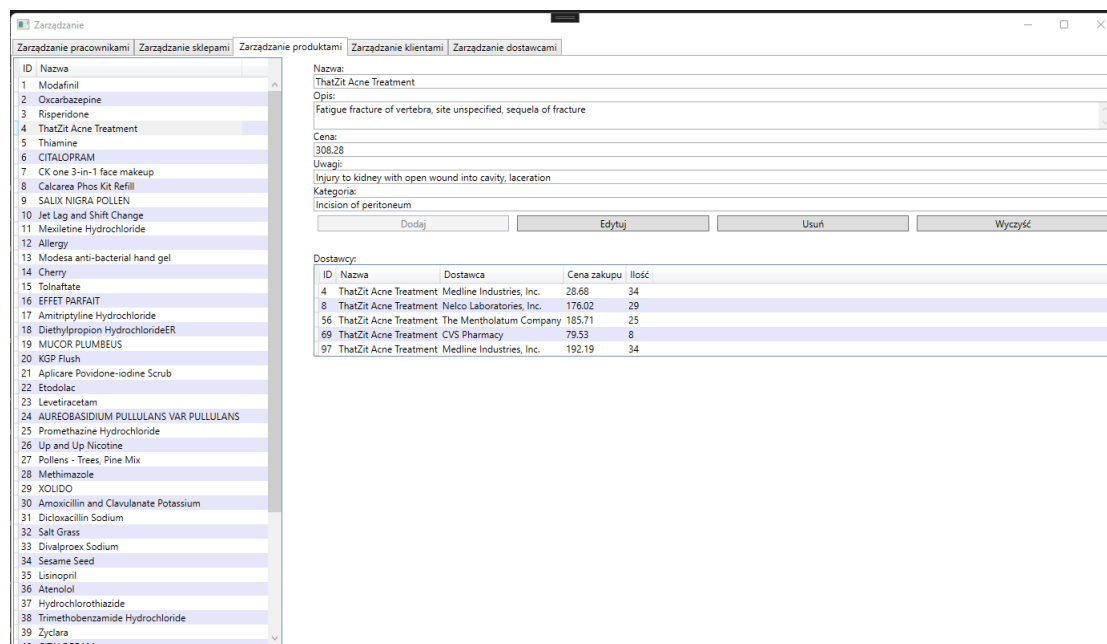 Zarządzanie
Zarządzanie pracownikami Zarządzanie sklepami Zarządzanie produktami Zarządzanie klientami Zarządzanie dostawcami
ID Nazwa
1 Modafinil
2 Oxcarbazepine
3 Risperidone
4 ThatZit Acne Treatment
5 Thiamine
6 CITALOPRAM
7 CK one 3-in-1 face makeup
8 Calcarea Phos Kit Refill
9 SALIX NIGRA POLLEN
10 Jet Lag and Shift Change
11 Mexiletine Hydrochloride
12 Allergy
13 Modesa anti-bacterial hand gel
14 Cherry
15 Tolnaftate
16 EFFET PARFAIT
17 Amitriptyline Hydrochloride
18 Diethylpropion HydrochlorideER
19 MUCOR PLUMBEUS
20 KGP Flush
21 Aplicare Povidone-iodine Scrub
22 Etodolac
23 Levetiracetam
24 AUREOBASIDIUM PULLULANS VAR PULLULANS
25 Promethazine Hydrochloride
26 Up and Up Nicotine
27 Pollens - Trees, Pine Mix
28 Methimazole
29 XOLIDO
30 Amoxicillin and Clavulanate Potassium
31 Dicloxacillin Sodium
32 Salt Grass
33 Divalproex Sodium
34 Sesame Seed
35 Lisinopril
36 Atenolol
37 Hydrochlorothiazide
38 Trimethobenzamide Hydrochloride
39 Zyclara
Nazwa:
ThatZit Acne Treatment
Opis:
Fatigue fracture of vertebra, site unspecified, sequela of fracture
Cena:
308.28
Uwagi:
Injury to kidney with open wound into cavity, laceration
Kategoria:
Incision of peritoneum
Dodaj Edytuj Usuń Wyczyść
Dostawcy:
ID Nazwa Dostawca Cena zakupu Ilość
4 ThatZit Acne Treatment Medline Industries, Inc. 28.68 34
8 ThatZit Acne Treatment Nelco Laboratories, Inc. 176.02 29
56 ThatZit Acne Treatment The Mentholatum Company 185.71 25
69 ThatZit Acne Treatment CVS Pharmacy 79.53 8
97 ThatZit Acne Treatment Medline Industries, Inc. 192.19 34